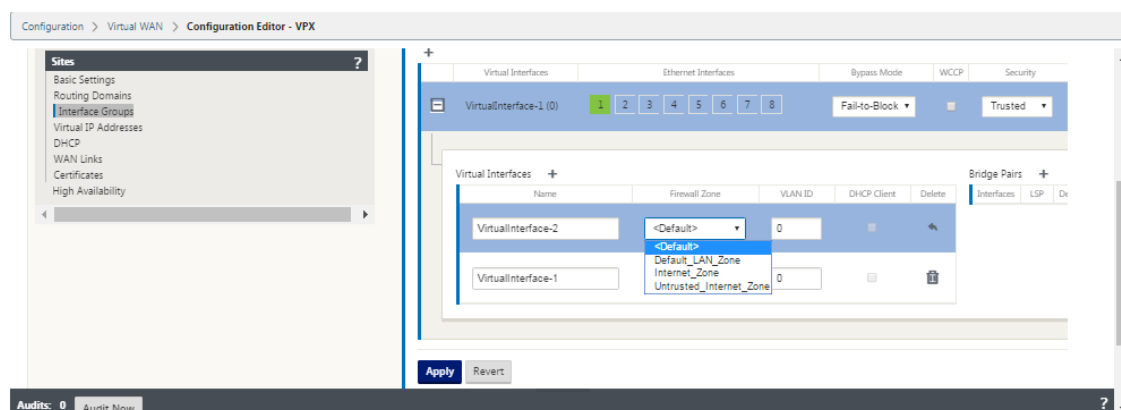 Configuration > Virtual WAN > Configuration Editor - VPX
Sites ?
Basic Settings
Routing Domains
Interface Groups
Virtual IP Addresses
DHCP
WAN Links
Certificates
High Availability
+
Virtual Interfaces Ethernet Interfaces Bypass Mode WCCP Security
VirtualInterface-1 (0) 1 2 3 4 5 6 7 8 Fail-to-Block Trusted
Virtual Interfaces + Bridge Pairs +
Name Firewall Zone VLAN ID DHCP Client Delete Interfaces LSP De
VirtualInterface-2 <Default> 0
<Default>
Default_LAN_Zone
Internet_Zone
Untrusted_Internet_Zone
VirtualInterface-1 0
Apply Revert
Audits: 0 Audit Now ?